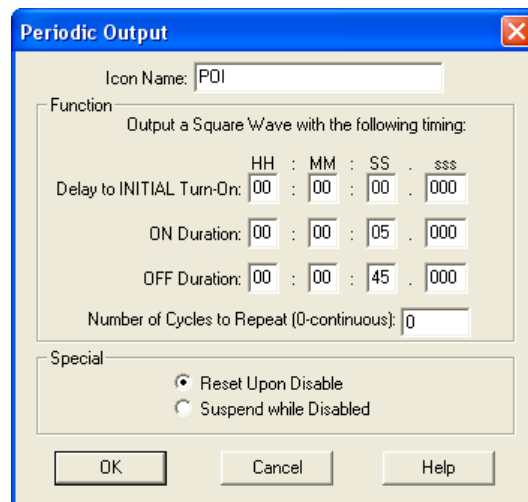 Periodic Output
Icon Name: POI
Function
Output a Square Wave with the following timing:
HH : MM : SS . sss
Delay to INITIAL Turn-On: 00 : 00 : 00 . 000
ON Duration: 00 : 00 : 05 . 000
OFF Duration: 00 : 00 : 45 . 000
Number of Cycles to Repeat (0-continuous): 0
Special
Reset Upon Disable
Suspend while Disabled
OK Cancel Help